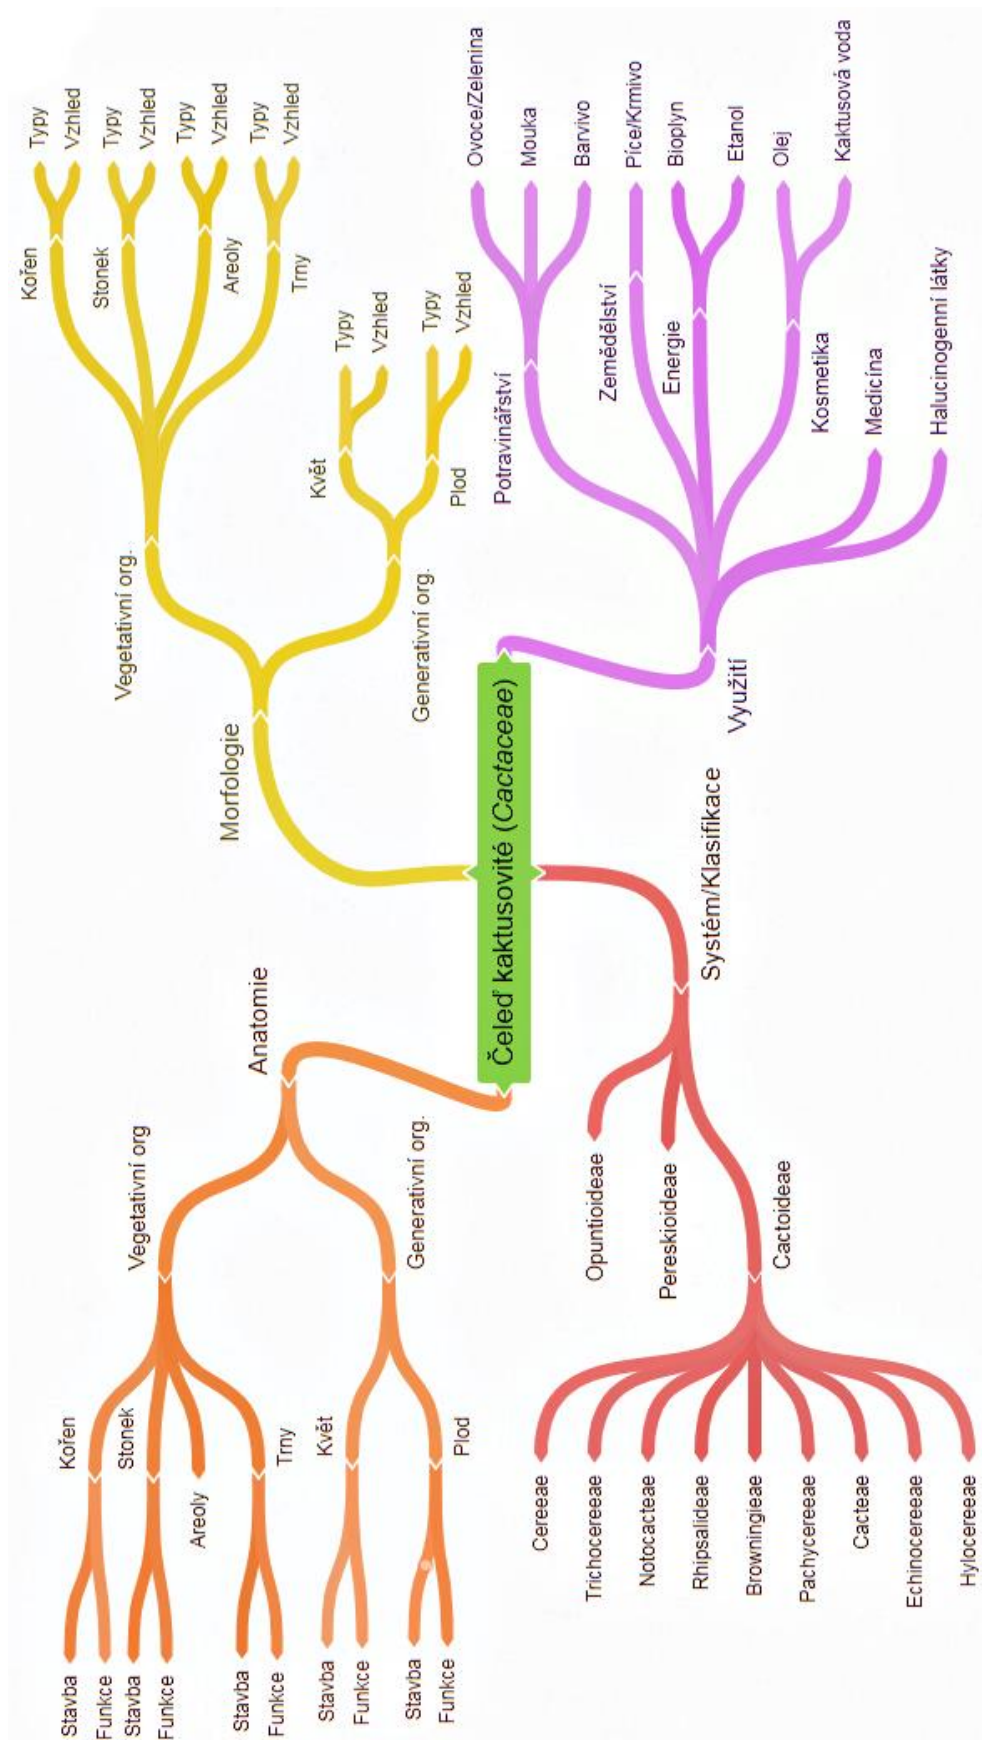 Čeleď kaktusovité (Cactaceae)
Anatomie
Vegetativní org
Kořen
Stavba
Funkce
Stonek
Stavba
Funkce
Areoly
Trny
Stavba
Funkce
Generativní org.
Květ
Stavba
Funkce
Plod
Stavba
Funkce
Morfologie
Vegetativní org.
Kořen
Typy
Vzhled
Stonek
Typy
Vzhled
Areoly
Typy
Vzhled
Trny
Typy
Vzhled
Generativní org.
Květ
Typy
Vzhled
Plod
Typy
Vzhled
Systém/Klasifikace
Opuntioideae
Pereskioideae
Cactoideae
Cereeae
Trichocereeae
Notocacteae
Rhipsalideae
Browningieae
Pachycereeae
Cacteae
Echinocereeae
Hylocereeae
Využití
Potravinářství
Ovoce/Zelenina
Mouka
Barvivo
Zemědělství
Píce/Krmivo
Energie
Bioplyn
Etanol
Kosmetika
Olej
Kaktusová voda
Medicína
Halucinogenní látky